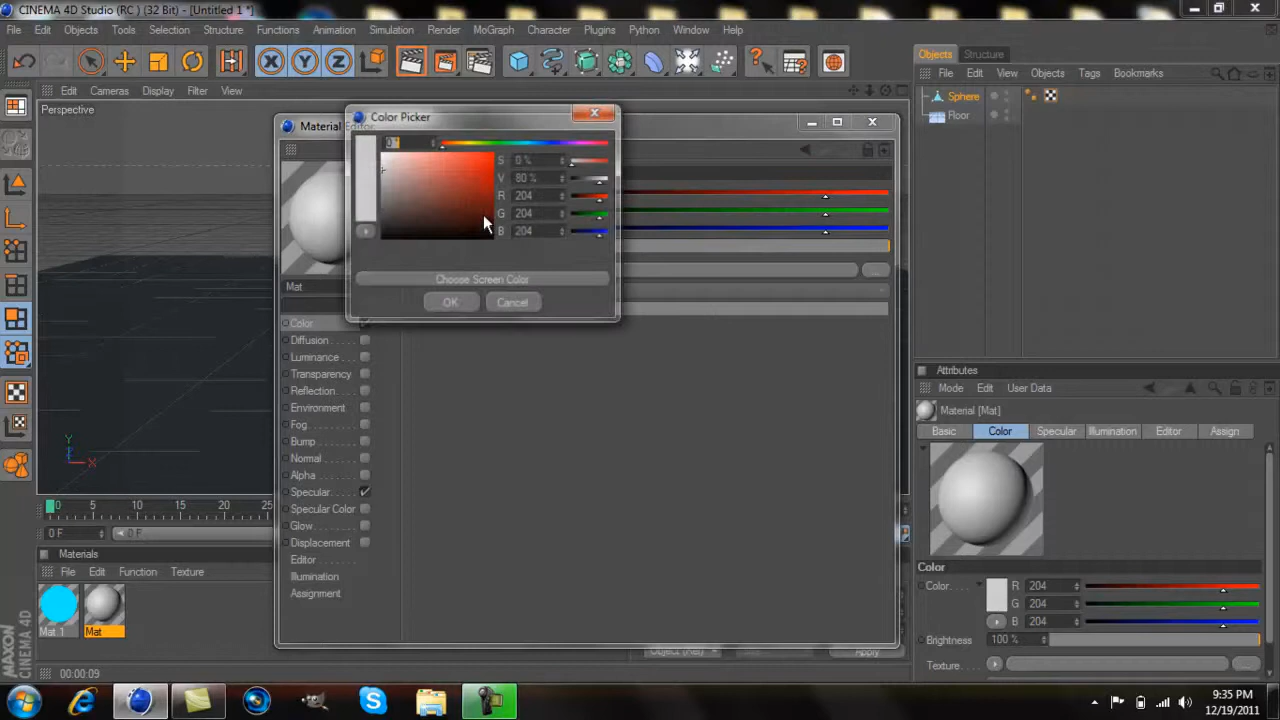 CINEMA 4D Studio (RC) (32 Bit) - [Untitled 1 *]
File Edit Objects Tools Selection Structure Functions Animation Simulation Render MoGraph Character Plugins Python Window Help
Objects Structure
Edit Cameras Display Filter View
File Edit View Objects Tags Bookmarks
Perspective
Sphere
Floor
Material Editor
Color Picker
0 °
S 0 %
V 80 %
R 204
G 204
B 204
Choose Screen Color
OK Cancel
Mat
Color
Diffusion
Luminance
Transparency
Reflection
Environment
Fog
Bump
Normal
Alpha
Specular
Specular Color
Glow
Displacement
Editor
Illumination
Assignment
Y
X
0 5 10 15 20 25
0 F 0 F
Materials
File Edit Function Texture
Mat 1 Mat
MAXON
CINEMA 4D
00:00:09
Apply
Attributes
Mode Edit User Data
Material [Mat]
Basic Color Specular Illumination Editor Assign
Color
Color. . . . R 204
G 204
B 204
Brightness 100 %
Texture. . . . . ...
9:35 PM
12/19/2011